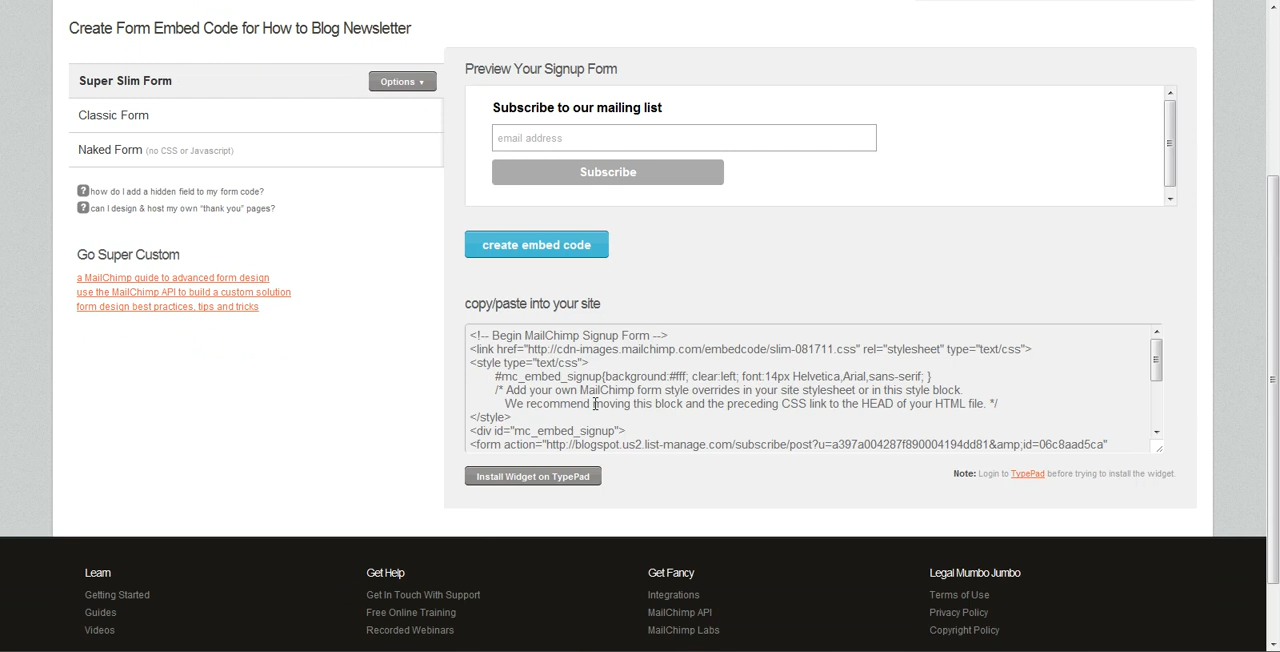 Create Form Embed Code for How to Blog Newsletter
Super Slim Form
Options
Classic Form
Naked Form (no CSS or Javascript)
? how do I add a hidden field to my form code?
? can I design & host my own "thank you" pages?
Go Super Custom
a MailChimp guide to advanced form design
use the MailChimp API to build a custom solution
form design best practices, tips and tricks
Preview Your Signup Form
Subscribe to our mailing list
email address
Subscribe
create embed code
copy/paste into your site
<!-- Begin MailChimp Signup Form -->
<link href="http://cdn-images.mailchimp.com/embedcode/slim-081711.css" rel="stylesheet" type="text/css">
<style type="text/css">
#mc_embed_signup{background:#fff; clear:left; font:14px Helvetica,Arial,sans-serif; }
/* Add your own MailChimp form style overrides in your site stylesheet or in this style block.
We recommend moving this block and the preceding CSS link to the HEAD of your HTML file. */
</style>
<div id="mc_embed_signup">
<form action="http://blogspot.us2.list-manage.com/subscribe/post?u=a397a004287f890004194dd81&amp;id=06c8aad5ca"
Install Widget on TypePad
Note: Login to TypePad before trying to install the widget.
Learn
Getting Started
Guides
Videos
Get Help
Get In Touch With Support
Free Online Training
Recorded Webinars
Get Fancy
Integrations
MailChimp API
MailChimp Labs
Legal Mumbo Jumbo
Terms of Use
Privacy Policy
Copyright Policy